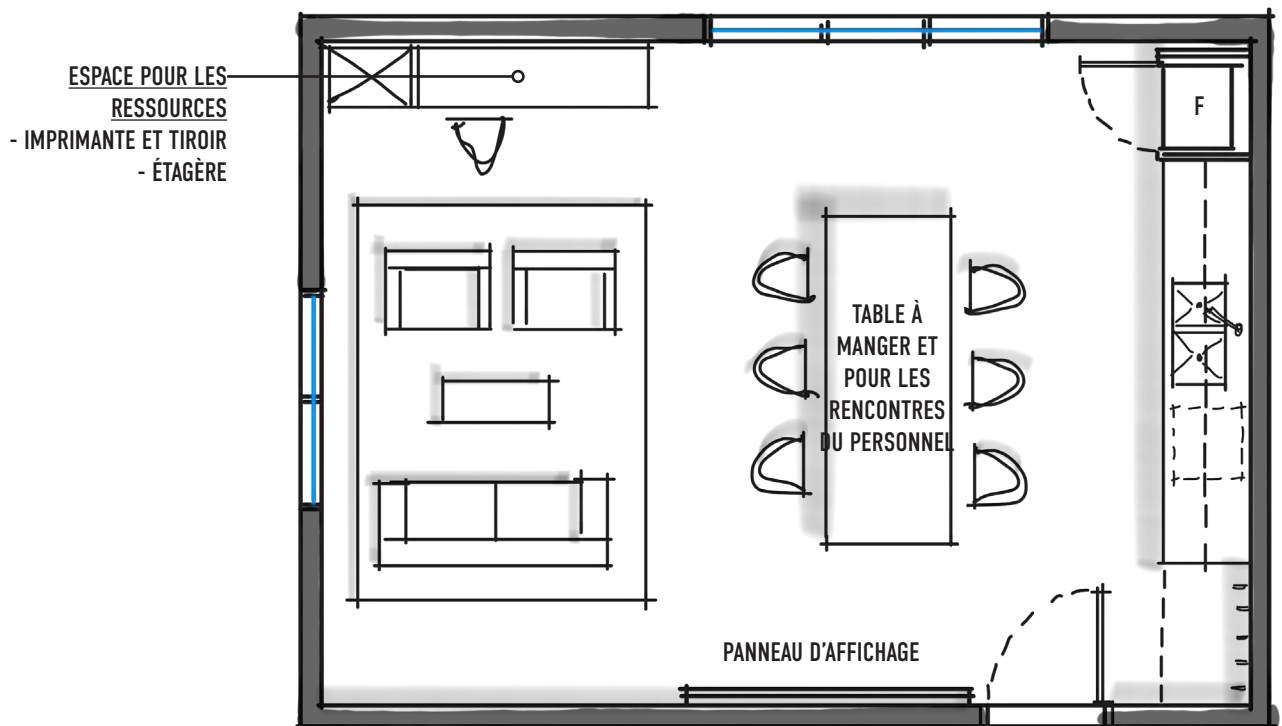 ESPACE POUR LES
RESSOURCES
- IMPRIMANTE ET TIROIR
- ÉTAGÈRE
F
TABLE À
MANGER ET
POUR LES
RENCONTRES
DU PERSONNEL
PANNEAU D'AFFICHAGE